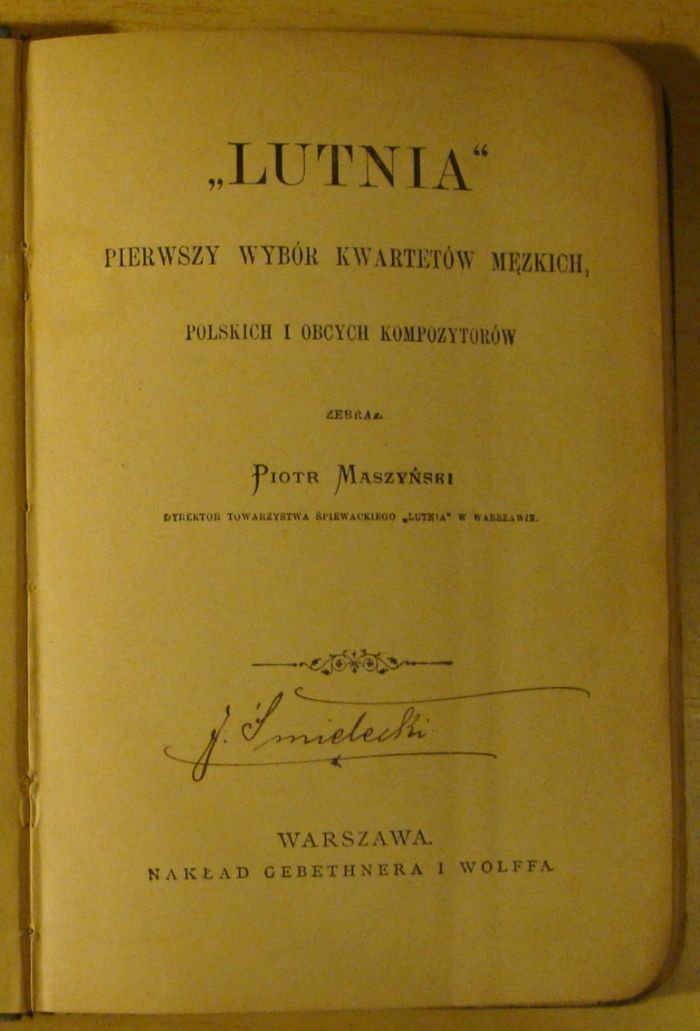 „LUTNIA“
PIERWSZY WYBÓR KWARTETÓW MĘZKICH,
POLSKICH I OBCYCH KOMPOZYTORÓW
ZEBRAŁ
PIOTR MASZYŃSKI
DYREKTOR TOWARZYSTWA ŚPIEWACKIEGO „LUTNIA“ W WARSZAWIE.
J. Śmielecki
WARSZAWA.
NAKŁAD GEBETHNERA I WOLFFA.